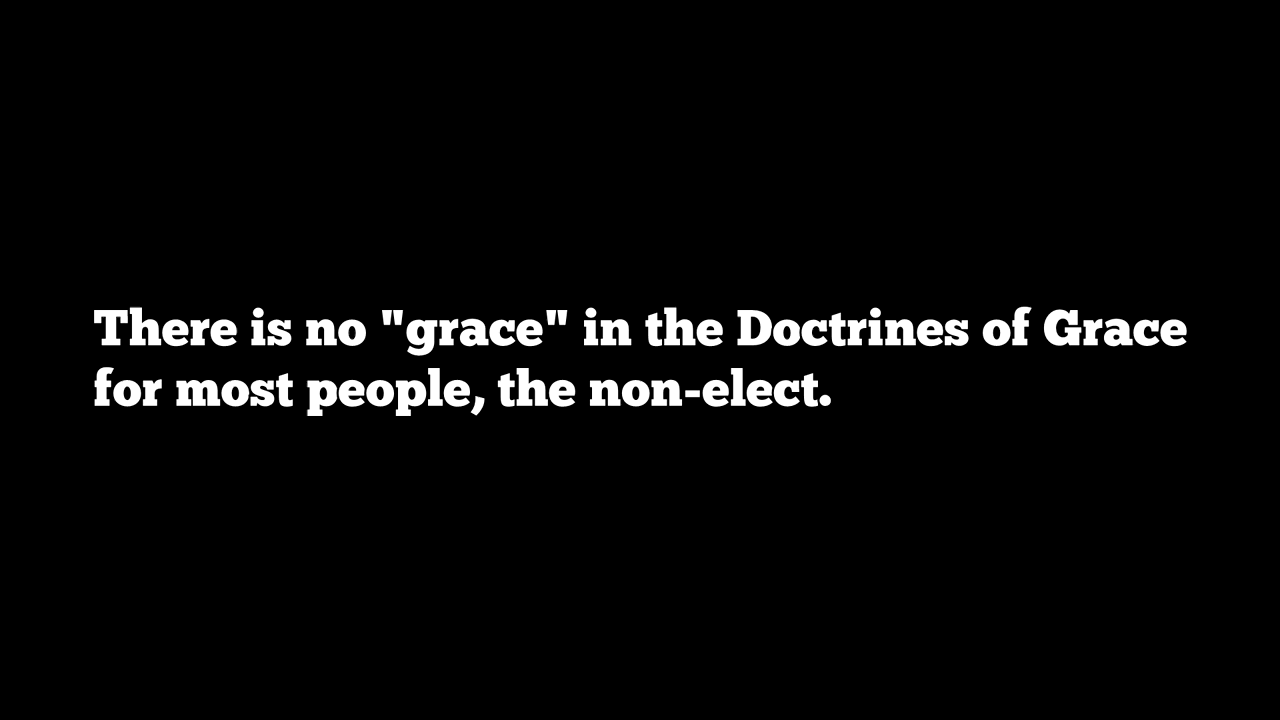 There is no "grace" in the Doctrines of Grace
for most people, the non-elect.